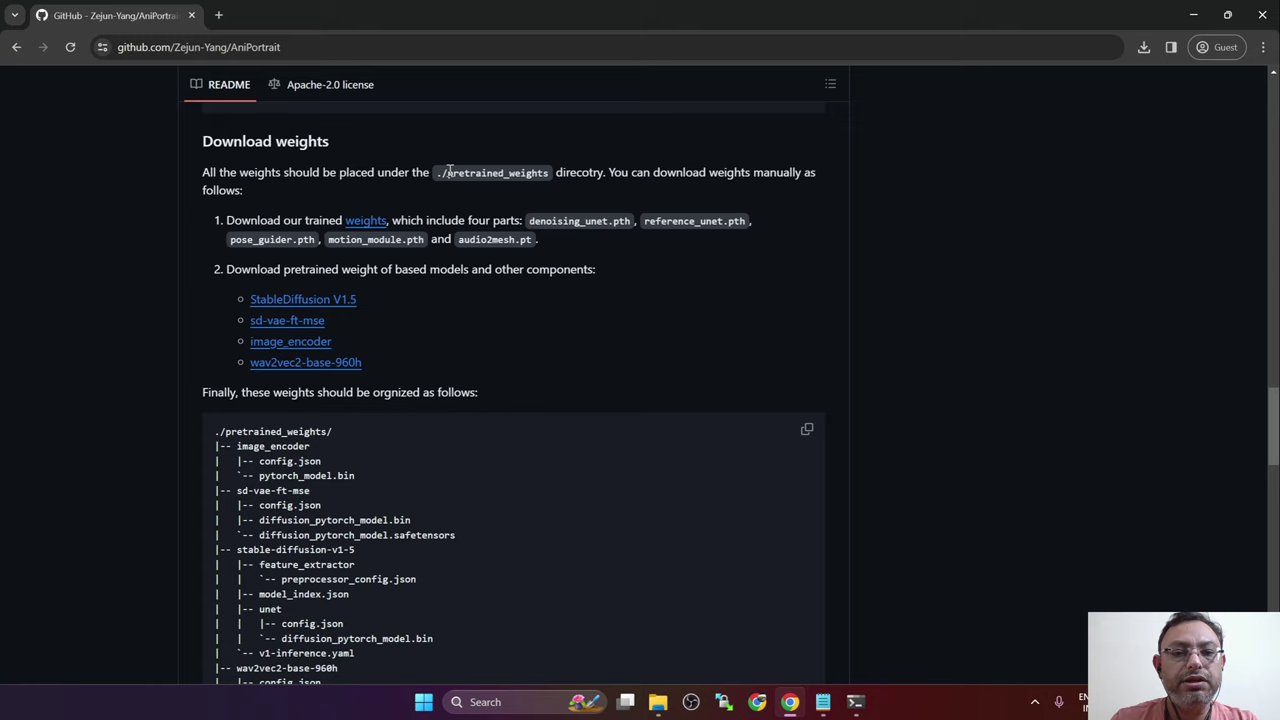 GitHub - Zejun-Yang/AniPortrait
github.com/Zejun-Yang/AniPortrait
Guest
README
Apache-2.0 license
Download weights
All the weights should be placed under the ./pretrained_weights direcotry. You can download weights manually as
follows:
1. Download our trained weights, which include four parts: denoising_unet.pth, reference_unet.pth,
pose_guider.pth, motion_module.pth and audio2mesh.pt.
2. Download pretrained weight of based models and other components:
StableDiffusion V1.5
sd-vae-ft-mse
image_encoder
wav2vec2-base-960h
Finally, these weights should be orgnized as follows:
./pretrained_weights/
|-- image_encoder
|   |-- config.json
|   `-- pytorch_model.bin
|-- sd-vae-ft-mse
|   |-- config.json
|   |-- diffusion_pytorch_model.bin
|   `-- diffusion_pytorch_model.safetensors
|-- stable-diffusion-v1-5
|   |-- feature_extractor
|   |   `-- preprocessor_config.json
|   |-- model_index.json
|   |-- unet
|   |   |-- config.json
|   |   `-- diffusion_pytorch_model.bin
|   `-- v1-inference.yaml
|-- wav2vec2-base-960h
|   |-- config.json
Search